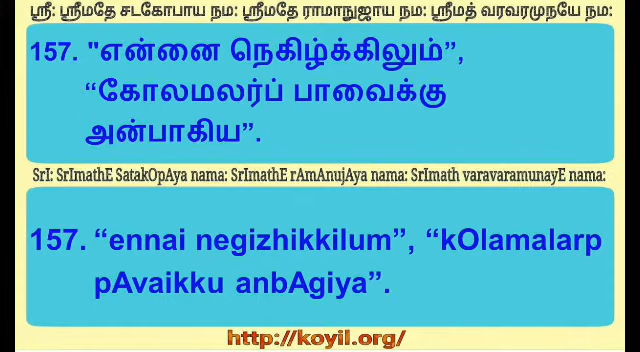 ஸ்ரீ: ஸ்ரீமதே சடகோபாய நம: ஸ்ரீமதே ராமாநுஜாய நம: ஸ்ரீமத் வரவரமுநயே நம:
157. "என்னை நெகிழ்க்கிலும்”,
“கோலமலர்ப் பாவைக்கு
அன்பாகிய”.
SrI: SrImathE SatakOpAya nama: SrImathE rAmAnujAya nama: SrImath varavaramunayE nama:
157. “ennai negizhikkilum”, “kOlamalarp
pAvaikku anbAgiya”.
http://koyil.org/